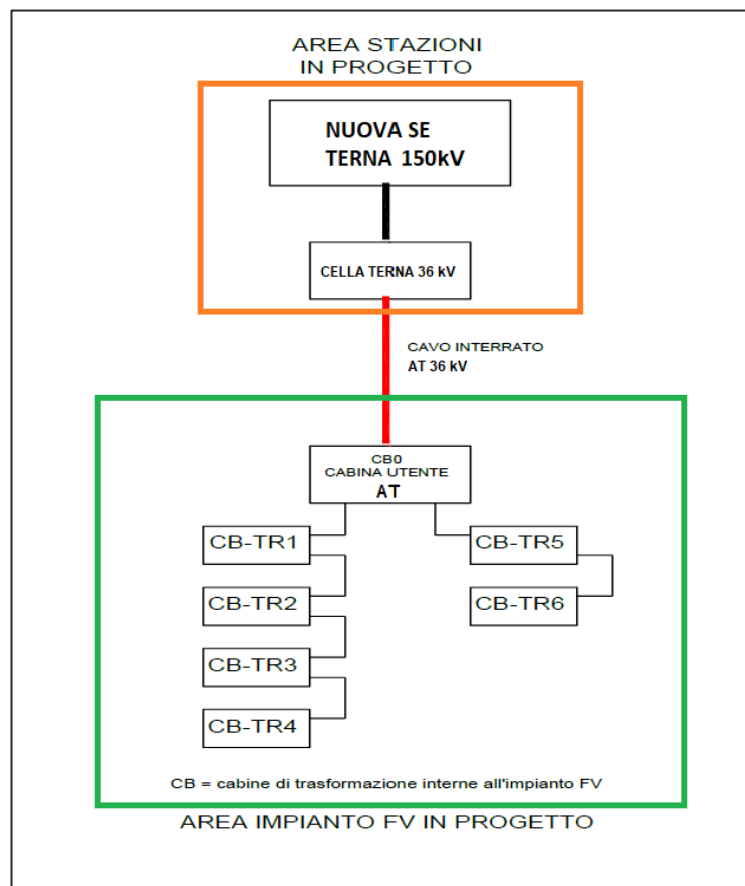 AREA STAZIONI
IN PROGETTO
NUOVA SE
TERNA 150kV
CELLA TERNA 36 kV
CAVO INTERRATO
AT 36 kV
CB0
CABINA UTENTE
AT
CB-TR1
CB-TR2
CB-TR3
CB-TR4
CB-TR5
CB-TR6
CB = cabine di trasformazione interne all'impianto FV
AREA IMPIANTO FV IN PROGETTO